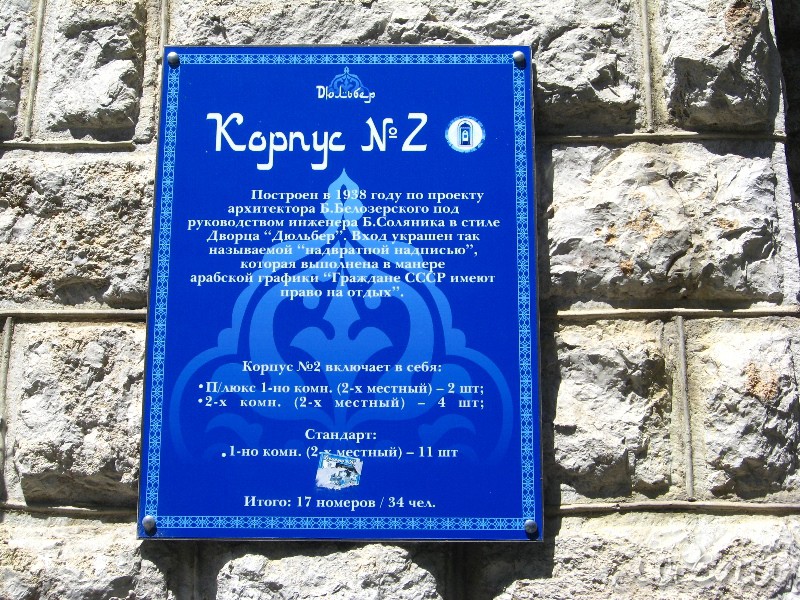 Дюльбер
Корпус №2
Построен в 1938 году по проекту
архитектора Б.Белозерского под
руководством инженера Б.Соляника в стиле
Дворца "Дюльбер". Вход украшен так
называемой "надвратной надписью",
которая выполнена в манере
арабской графики "Граждане СССР имеют
право на отдых".
Корпус №2 включает в себя:
•П/люкс 1-но комн. (2-х местный) – 2 шт;
•2-х комн. (2-х местный) – 4 шт;
Стандарт:
•1-но комн. (2-х местный) – 11 шт
Итого: 17 номеров / 34 чел.